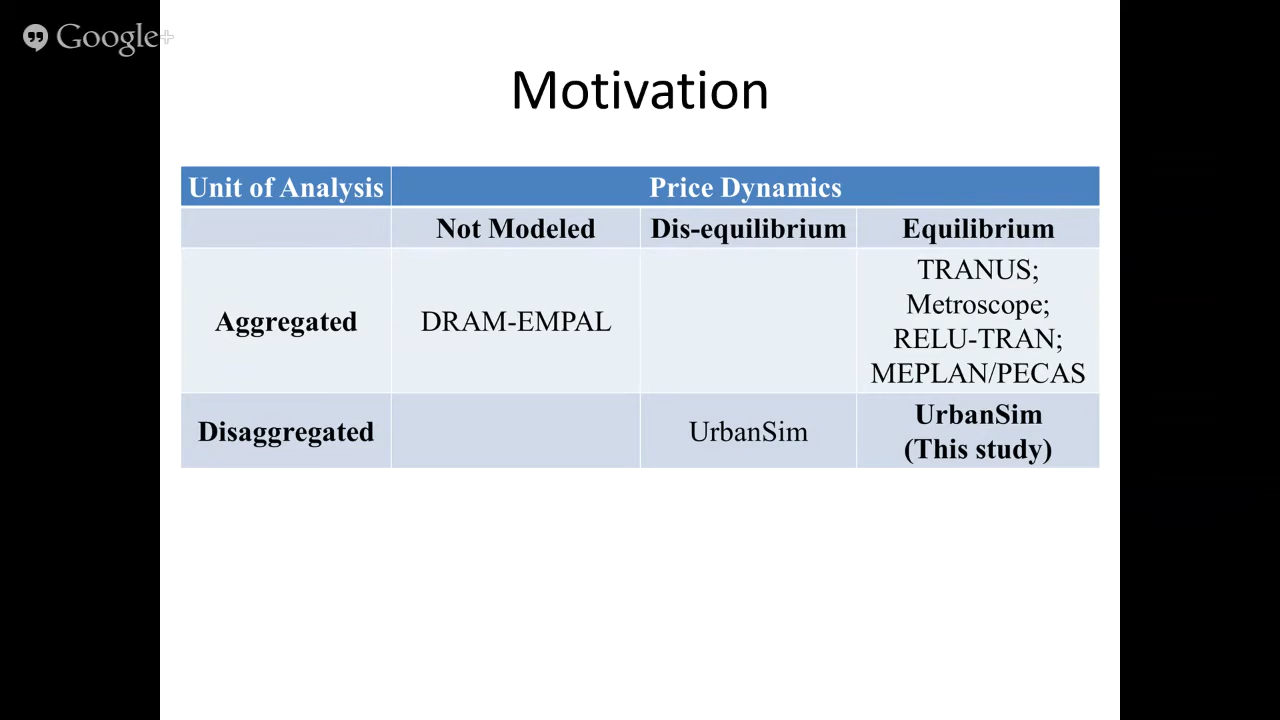 Google+
Motivation
Unit of Analysis Price Dynamics
Not Modeled Dis-equilibrium Equilibrium
Aggregated DRAM-EMPAL TRANUS;
Metroscope;
RELU-TRAN;
MEPLAN/PECAS
Disaggregated UrbanSim UrbanSim
(This study)